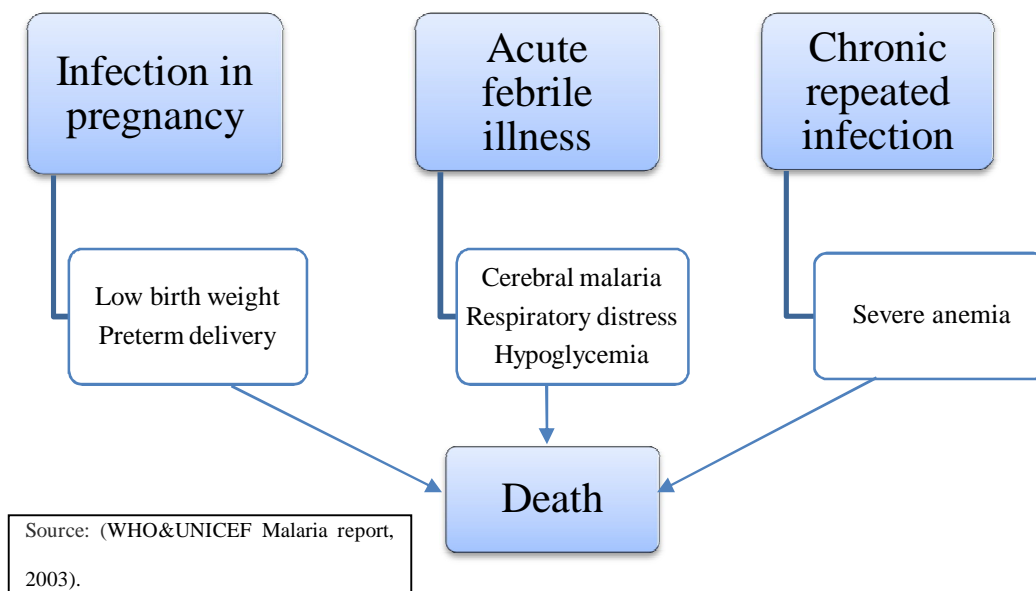 Infection in
pregnancy
Acute
febrile
illness
Chronic
repeated
infection
Low birth weight
Preterm delivery
Cerebral malaria
Respiratory distress
Hypoglycemia
Severe anemia
Death
Source: (WHO&UNICEF Malaria report,
2003).